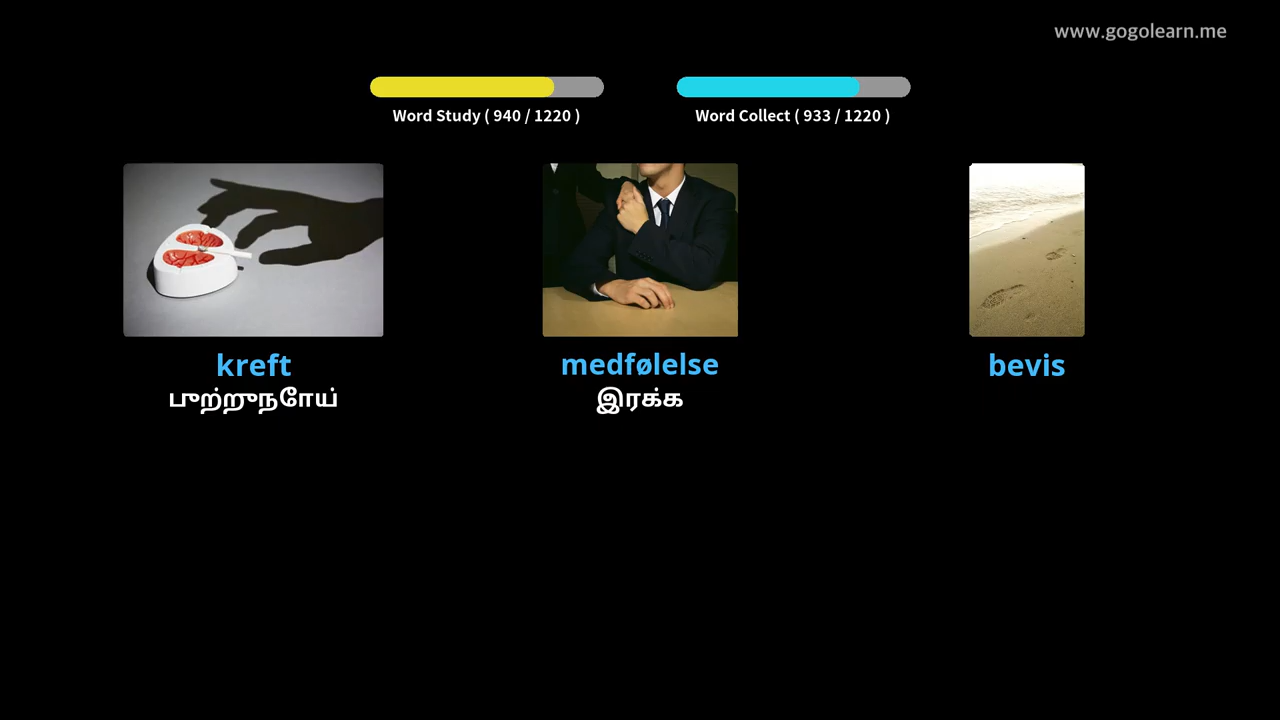 www.gogolearn.me
Word Study ( 940 / 1220 )
Word Collect ( 933 / 1220 )
kreft
புற்றுநோய்
medfølelse
இரக்க
bevis